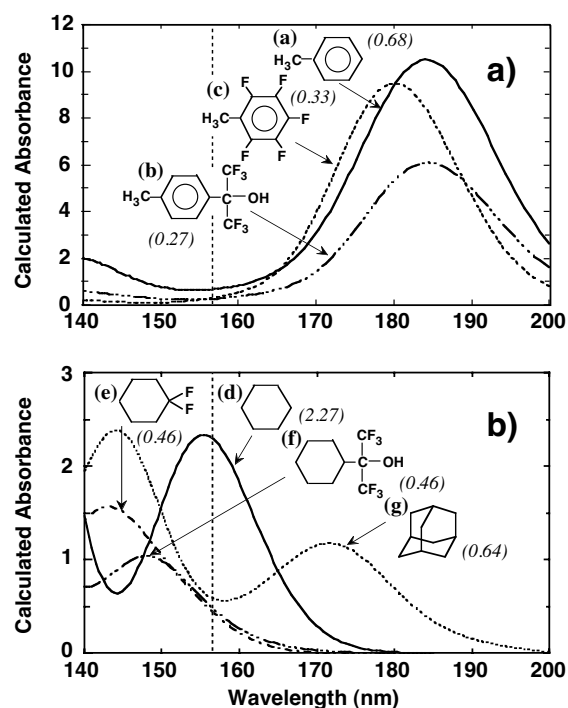 a)
Calculated Absorbance
12
10
8
6
4
2
0
140 150 160 170 180 190 200
(a)
H₃C
(0.68)
(c)
F F
H₃C F
F F
(0.33)
(b)
H₃C
CF₃
C OH
CF₃
(0.27)
b)
Calculated Absorbance
3
2
1
0
140 150 160 170 180 190 200
Wavelength (nm)
(e)
F
F
(0.46)
(d)
(2.27)
(f)
CF₃
C OH
CF₃
(0.46)
(g)
(0.64)